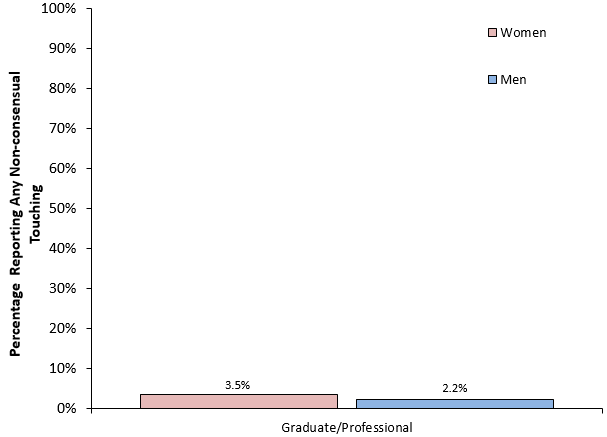 100%
90%
80%
70%
60%
50%
40%
30%
20%
10%
0%
Percentage Reporting Any Non-consensual
Touching
Women
Men
3.5%
2.2%
Graduate/Professional